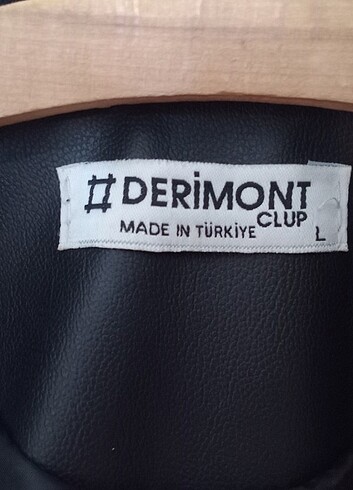 # DERİMONT
CLUP
MADE IN TÜRKİYE
L